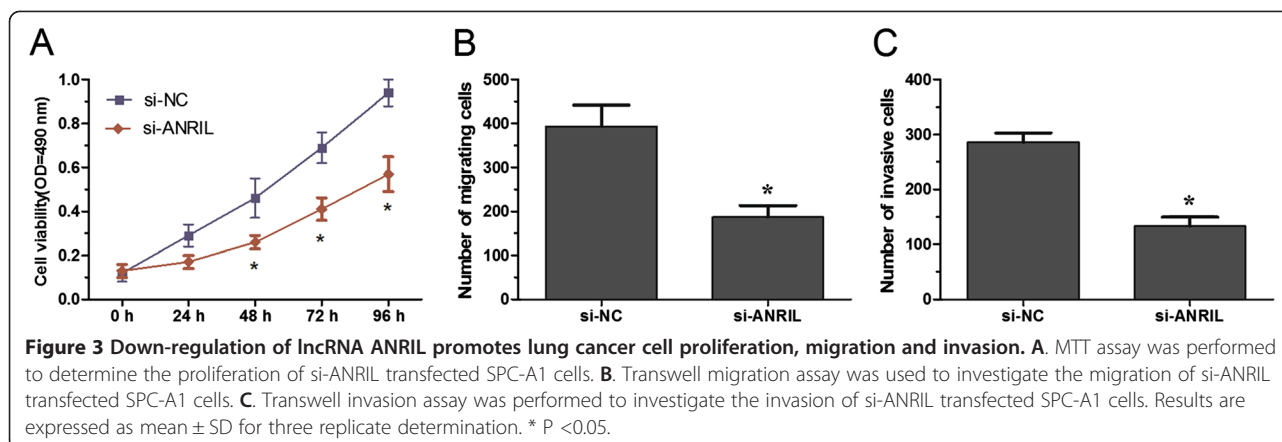 A
B
C
si-NC
si-ANRIL
Cell viability(OD=490 nm)
1.0
0.8
0.6
0.4
0.2
0.0
* * *
0 h 24 h 48 h 72 h 96 h
Number of migrating cells
500
400
300
200
100
0
*
si-NC si-ANRIL
Number of invasive cells
400
300
200
100
0
*
si-NC si-ANRIL
Figure 3 Down-regulation of lncRNA ANRIL promotes lung cancer cell proliferation, migration and invasion. A. MTT assay was performed
to determine the proliferation of si-ANRIL transfected SPC-A1 cells. B. Transwell migration assay was used to investigate the migration of si-ANRIL
transfected SPC-A1 cells. C. Transwell invasion assay was performed to investigate the invasion of si-ANRIL transfected SPC-A1 cells. Results are
expressed as mean ± SD for three replicate determination. * P <0.05.